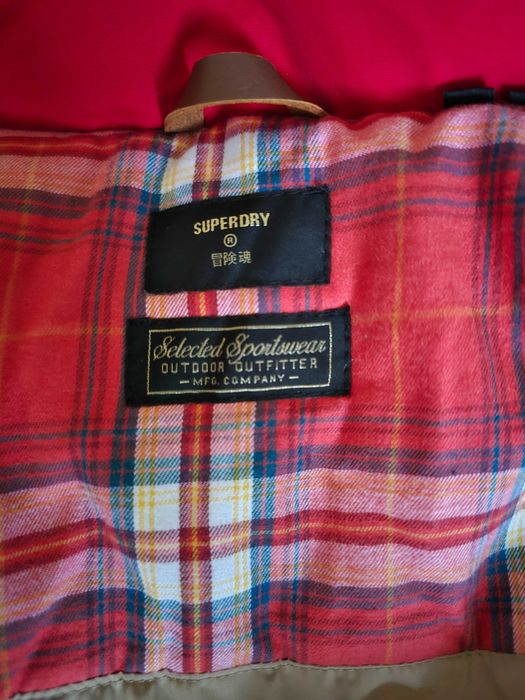 SUPERDRY
®
冒険魂
Selected Sportswear
OUTDOOR OUTFITTER
— MFG. COMPANY —